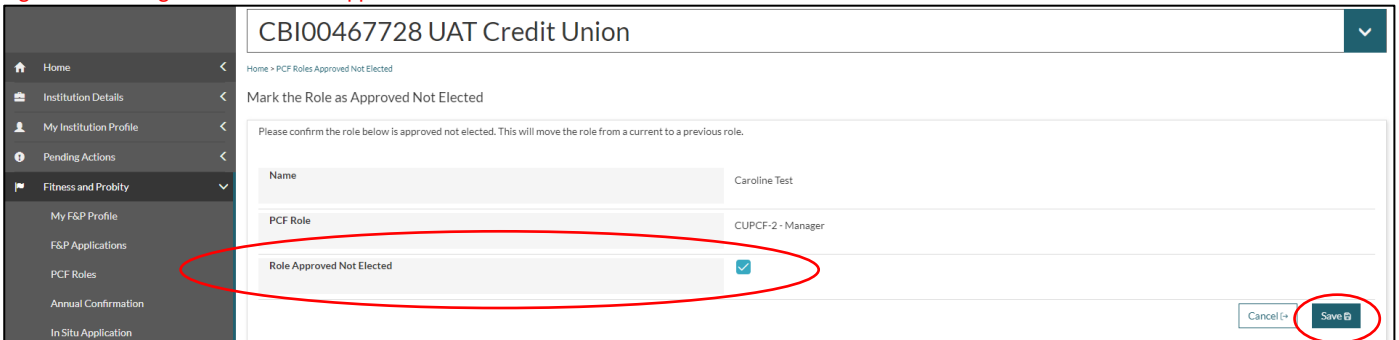 CBI00467728 UAT Credit Union
Home
Institution Details
My Institution Profile
Pending Actions
Fitness and Probity
My F&P Profile
F&P Applications
PCF Roles
Annual Confirmation
In Situ Application
Home > PCF Roles Approved Not Elected
Mark the Role as Approved Not Elected
Please confirm the role below is approved not elected. This will move the role from a current to a previous role.
Name Caroline Test
PCF Role CUPCF-2 - Manager
Role Approved Not Elected
Cancel Save